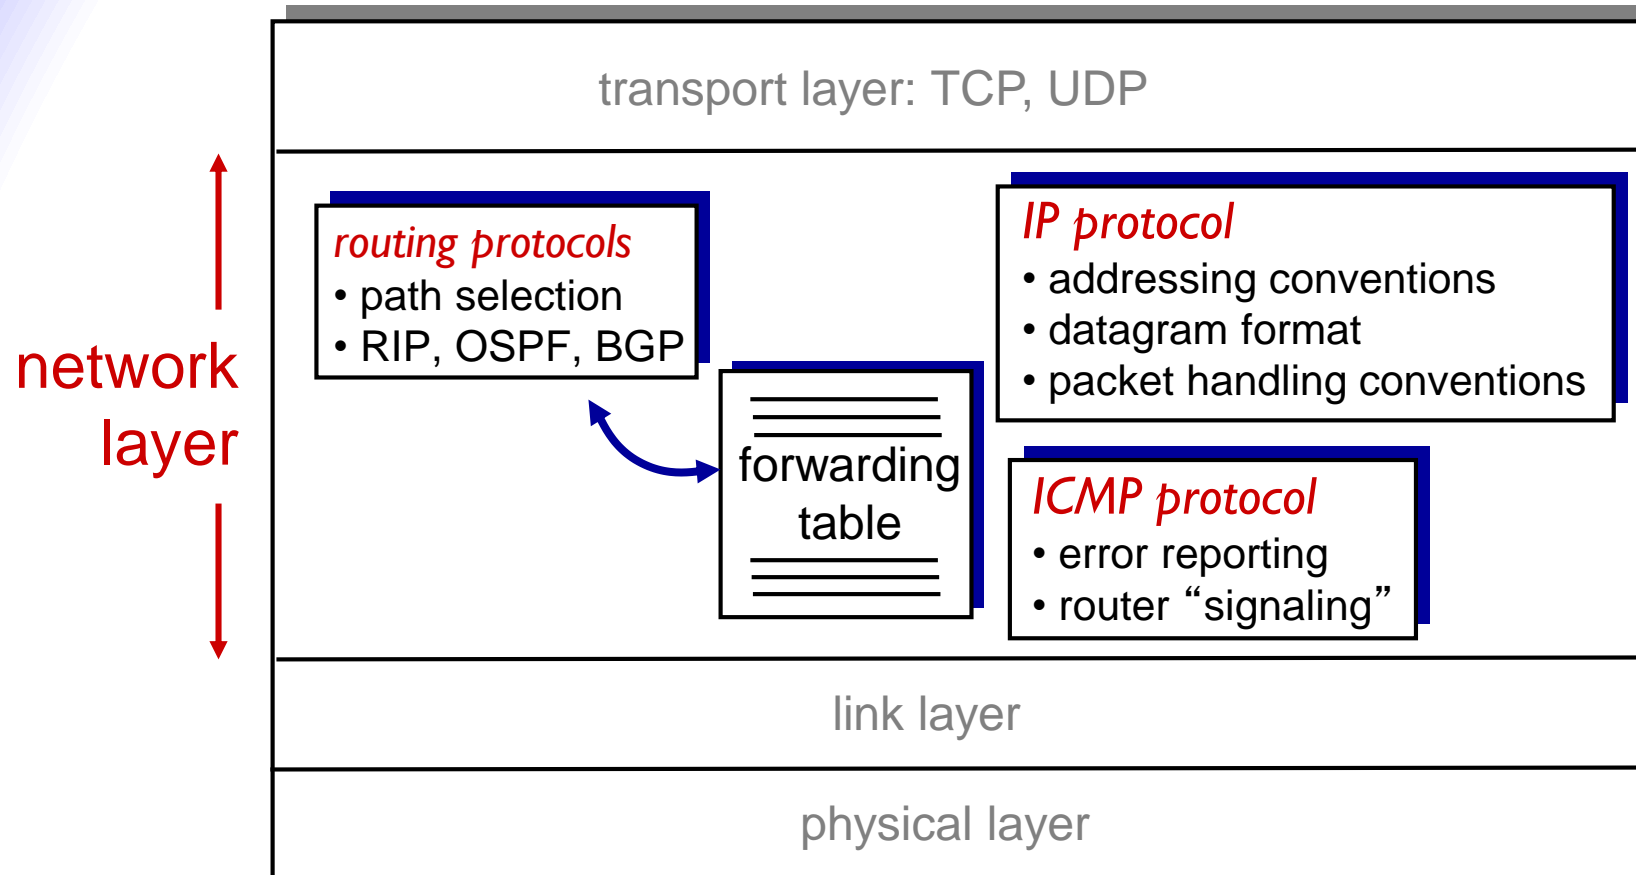 transport layer: TCP, UDP
network
layer
routing protocols
• path selection
• RIP, OSPF, BGP
forwarding
table
IP protocol
• addressing conventions
• datagram format
• packet handling conventions
ICMP protocol
• error reporting
• router “signaling”
link layer
physical layer